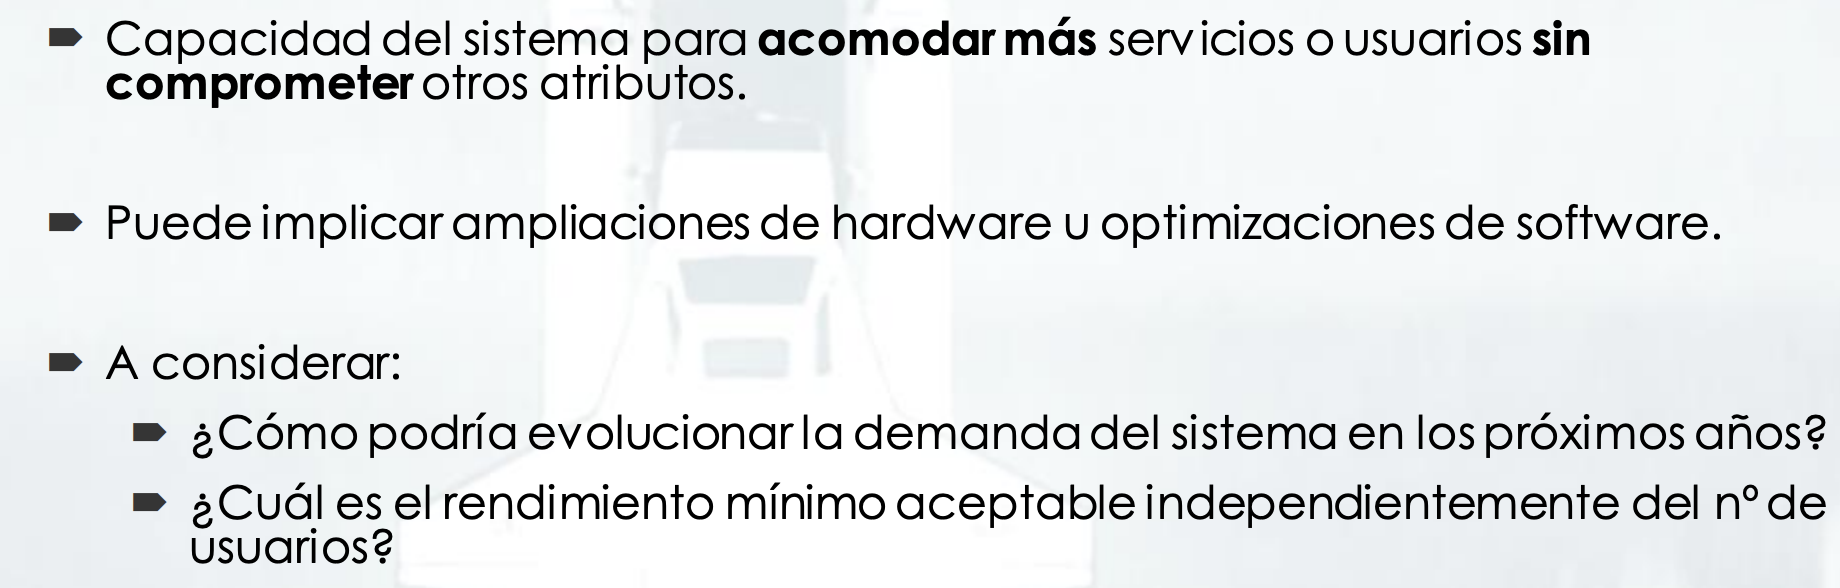 Capacidad del sistema para acomodar más servicios o usuarios sin
comprometer otros atributos.
Puede implicar ampliaciones de hardware u optimizaciones de software.
A considerar:
¿Cómo podría evolucionar la demanda del sistema en los próximos años?
¿Cuál es el rendimiento mínimo aceptable independientemente del nº de
usuarios?